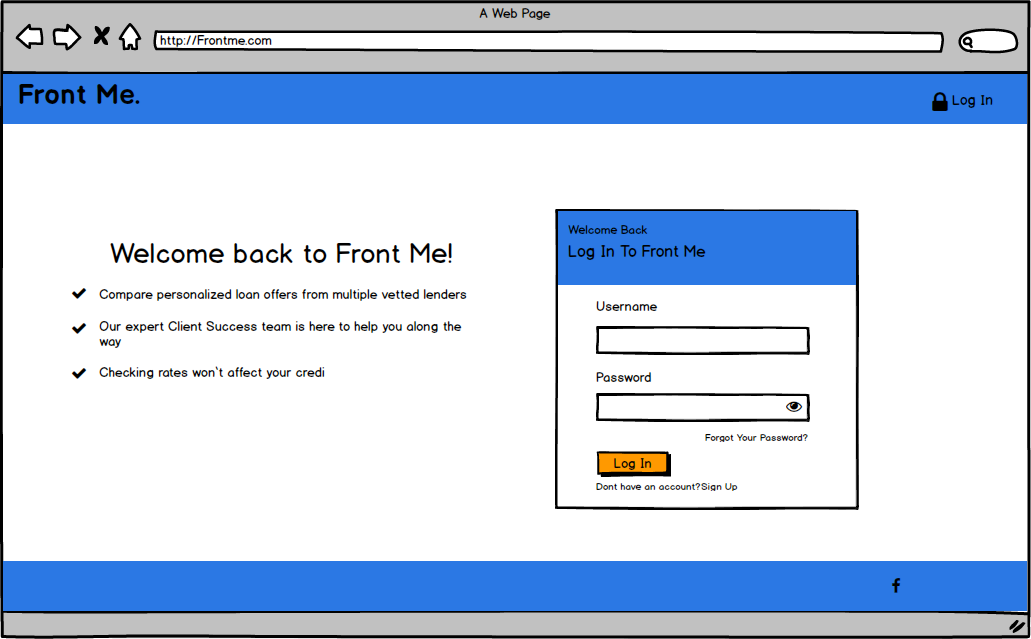 A Web Page
http://Frontme.com
Front Me.
Log In
Welcome back to Front Me!
Compare personalized loan offers from multiple vetted lenders
Our expert Client Success team is here to help you along the
way
Checking rates won`t affect your credi
Welcome Back
Log In To Front Me
Username
Password
Forgot Your Password?
Log In
Dont have an account?Sign Up
f